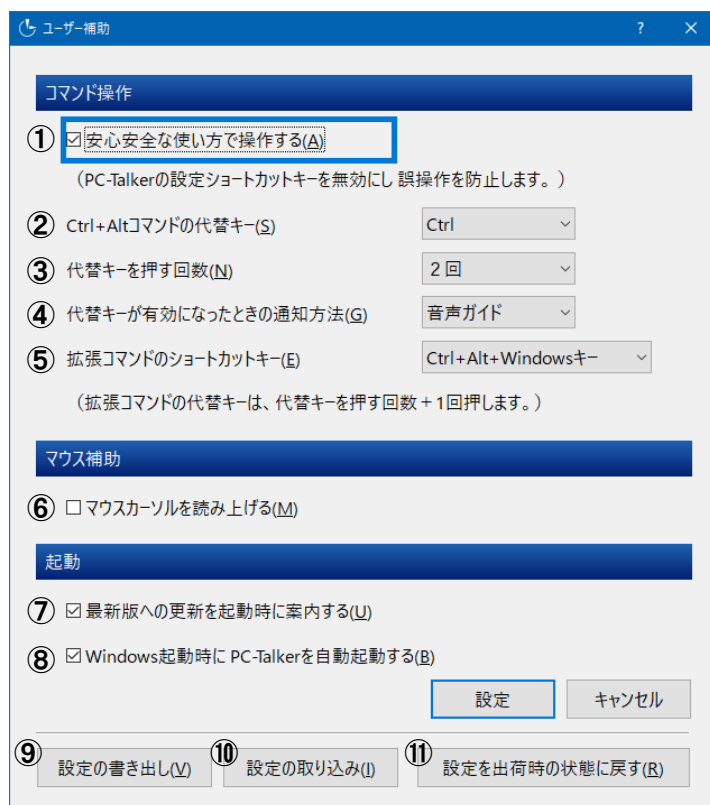 ユーザー補助 ? ×
コマンド操作
① 安心安全な使い方で操作する(A)
(PC-Talkerの設定ショートカットキーを無効にし 誤操作を防止します。)
② Ctrl+Altコマンドの代替キー(S) Ctrl
③ 代替キーを押す回数(N) 2 回
④ 代替キーが有効になったときの通知方法(G) 音声ガイド
⑤ 拡張コマンドのショートカットキー(E) Ctrl+Alt+Windowsキー
(拡張コマンドの代替キーは、代替キーを押す回数+1回押します。)
マウス補助
⑥ マウスカーソルを読み上げる(M)
起動
⑦ 最新版への更新を起動時に案内する(U)
⑧ Windows起動時に PC-Talkerを自動起動する(B)
設定 キャンセル
⑨ 設定の書き出し(V) ⑩ 設定の取り込み(I) ⑪ 設定を出荷時の状態に戻す(R)